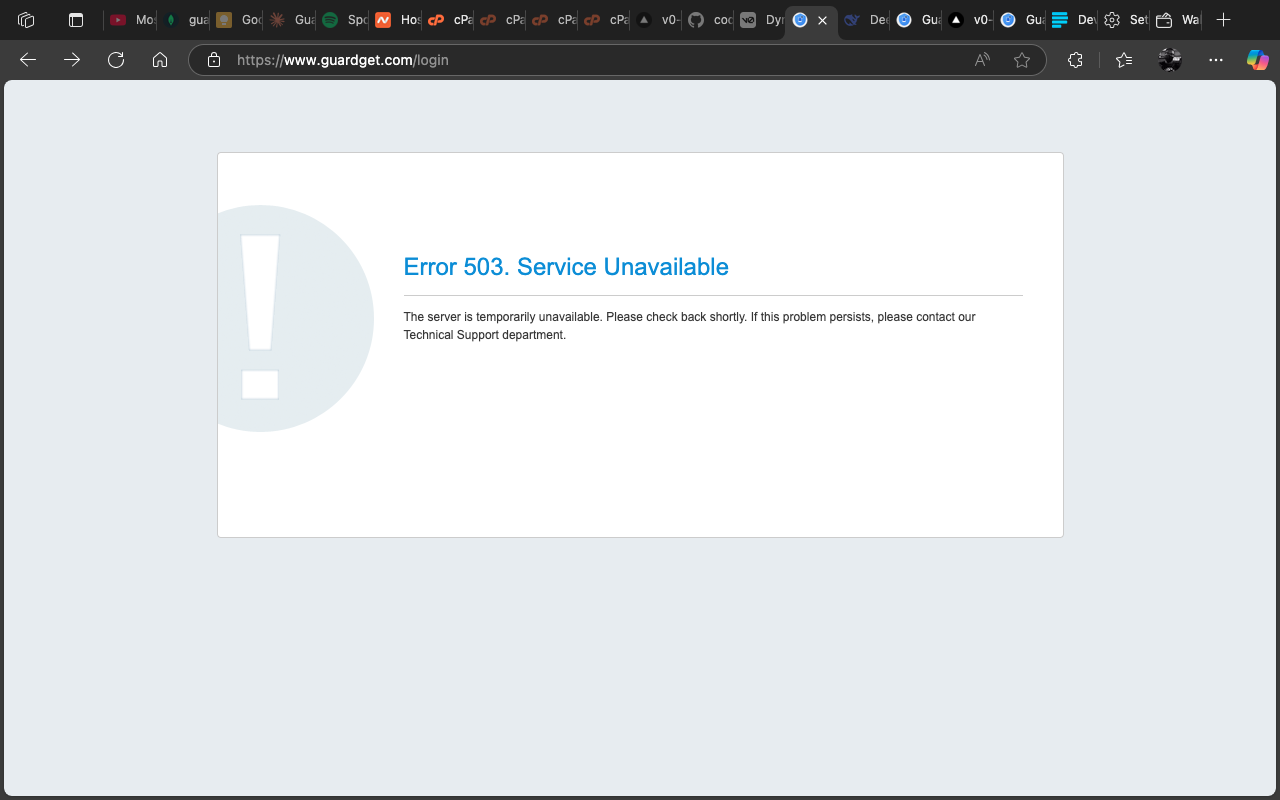 Mo
gua
Goo
Gua
Spo
Hos
cPa
cPa
cPa
cPa
v0-
coo
Dyn
Dee
Gua
v0-
Gua
Dev
Set
Wa
https://www.guardget.com/login
Error 503. Service Unavailable
The server is temporarily unavailable. Please check back shortly. If this problem persists, please contact our
Technical Support department.